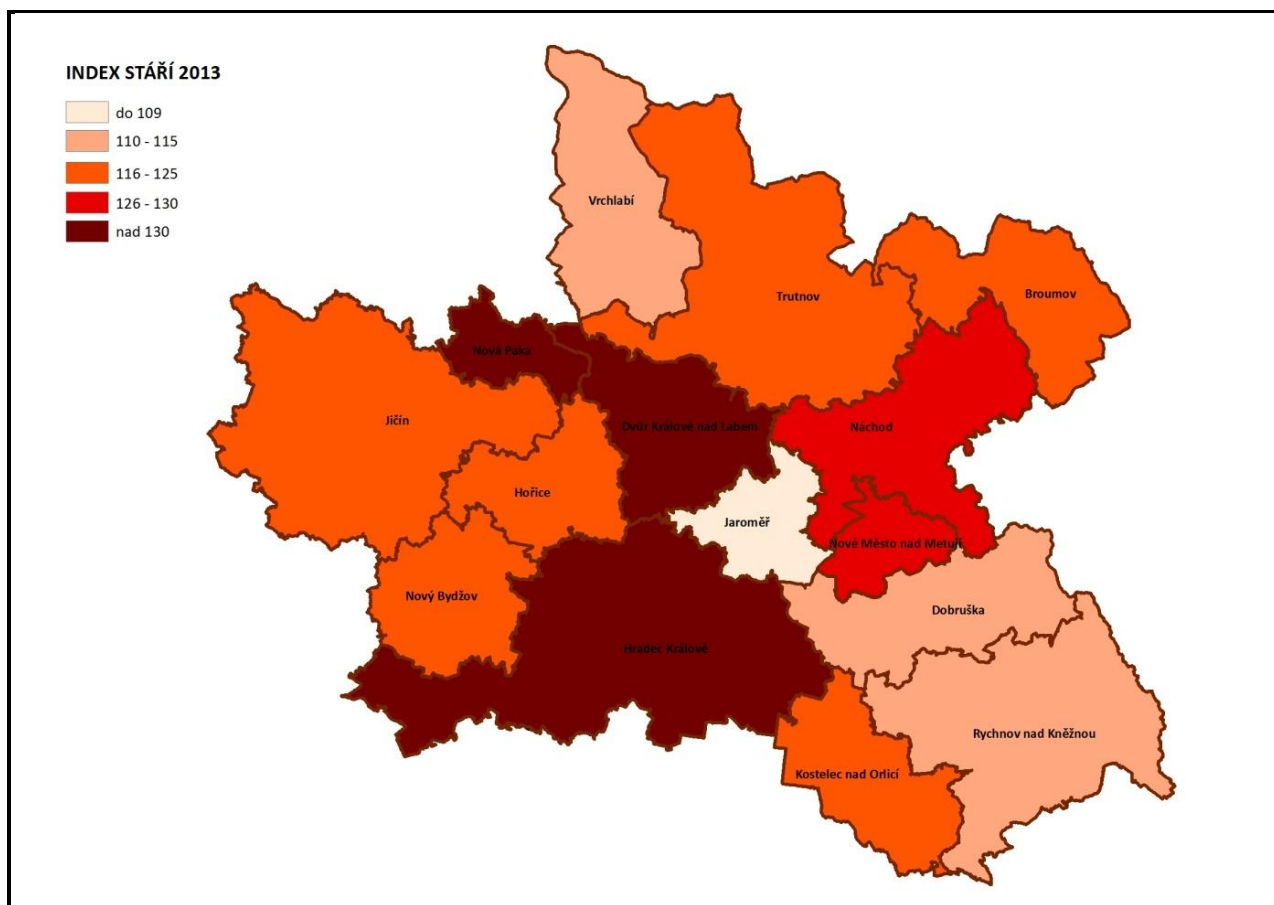 INDEX STÁŘÍ 2013
do 109
110 - 115
116 - 125
126 - 130
nad 130
Vrchlabí
Trutnov
Broumov
Nová Paka
Jičín
Dvůr Králové nad Labem
Náchod
Hořice
Jaroměř
Nové Město nad Metují
Nový Bydžov
Dobruška
Hradec Králové
Rychnov nad Kněžnou
Kostelec nad Orlicí